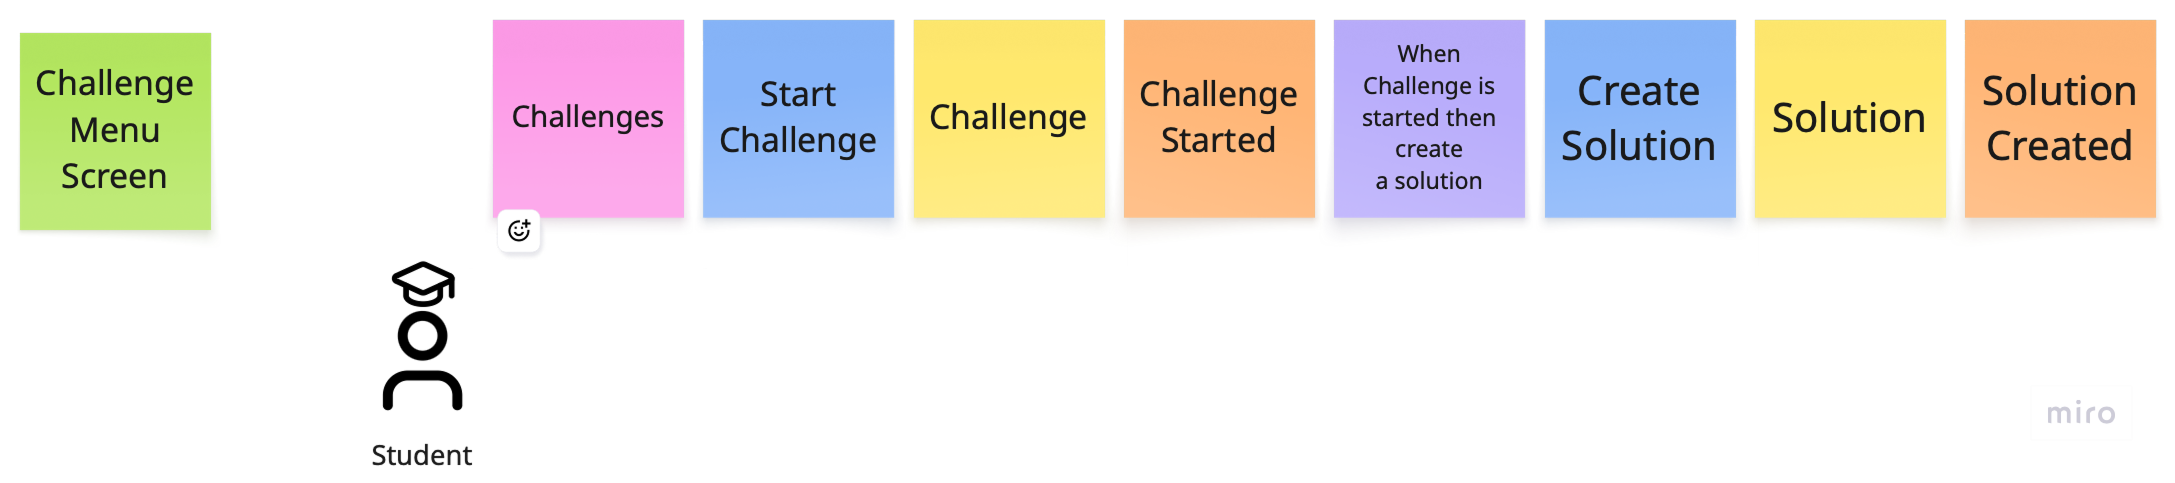 Challenge
Menu
Screen
Challenges
Start
Challenge
Challenge
Challenge
Started
When
Challenge is
started then
create
a solution
Create
Solution
Solution
Solution
Created
Student
miro